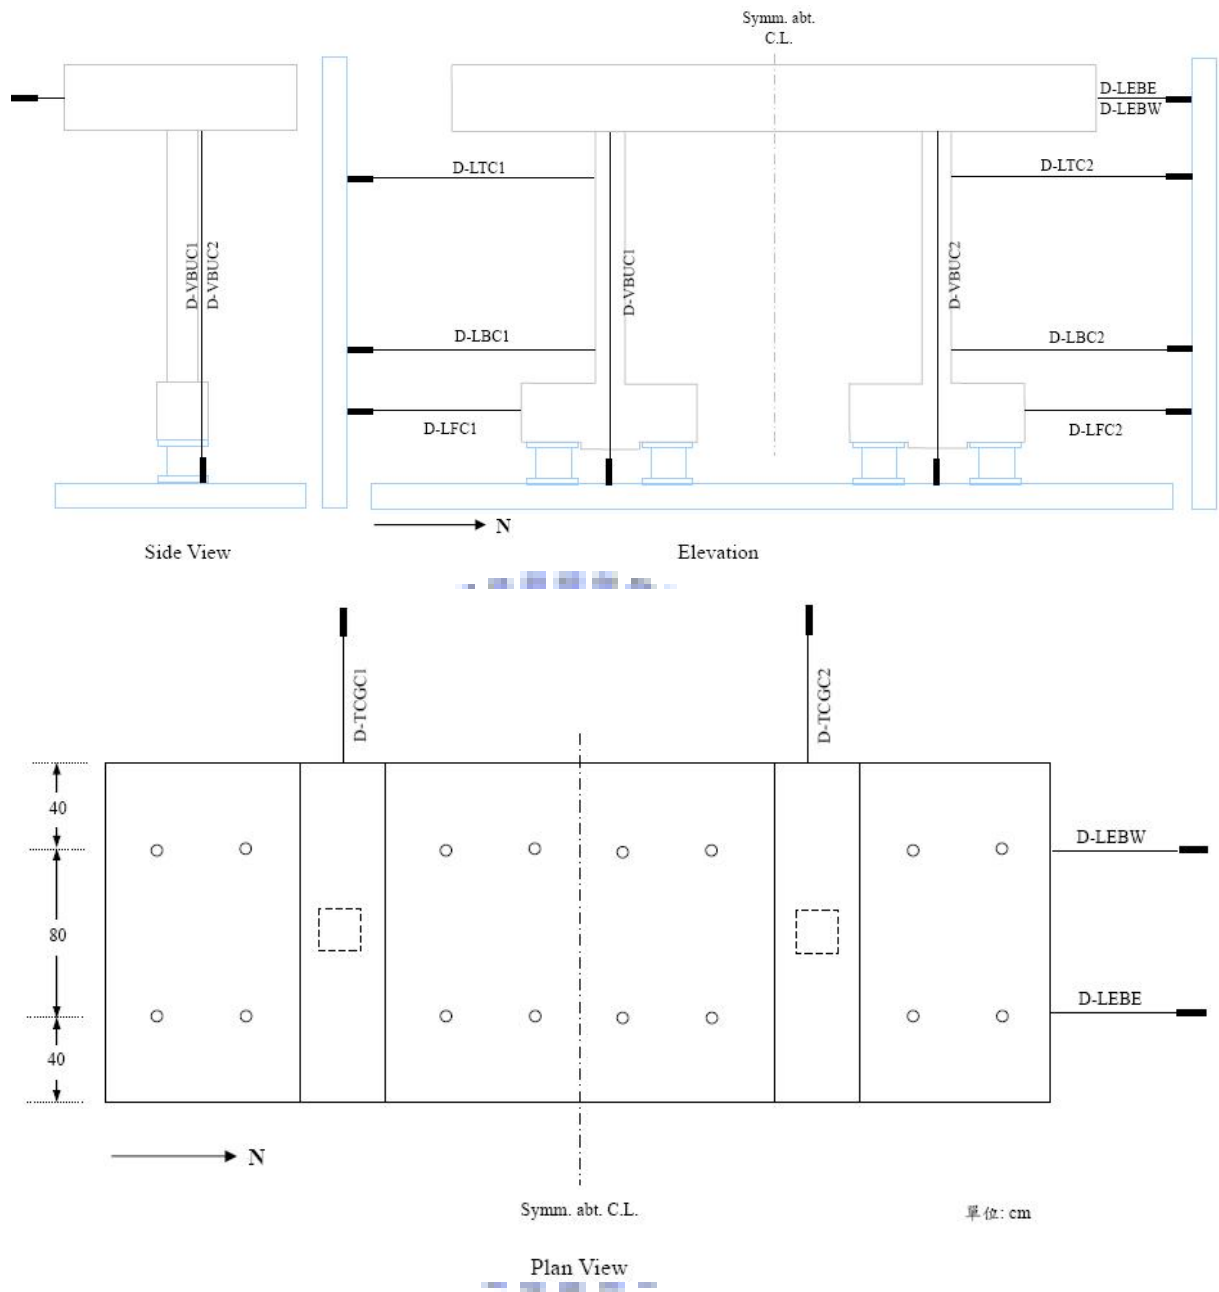 Symm. abt.
C.L.
D-LEBE
D-LEBW
D-LTC1
D-LTC2
D-VBUC1
D-VBUC2
D-VBUC1
D-VBUC2
D-LBC1
D-LBC2
D-LFC1
D-LFC2
N
Side View
Elevation
D-TCGC1
D-TCGC2
40
D-LEBW
80
D-LEBE
40
N
Symm. abt. C.L.
單位: cm
Plan View